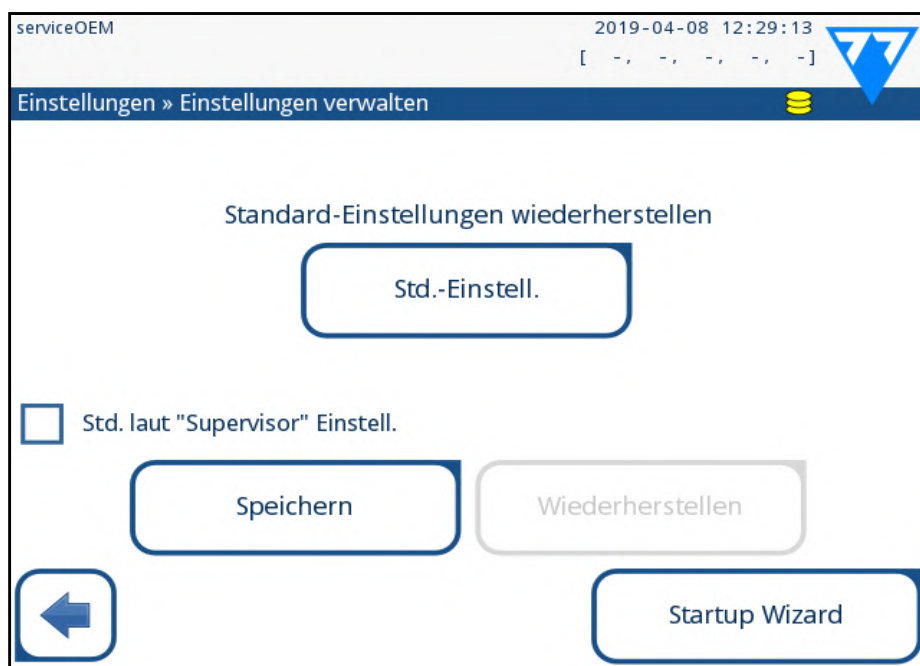 serviceOEM
2019-04-08 12:29:13
[ -, -, -, -, -]
Einstellungen » Einstellungen verwalten
Standard-Einstellungen wiederherstellen
Std.-Einstell.
Std. laut "Supervisor" Einstell.
Speichern
Wiederherstellen
Startup Wizard